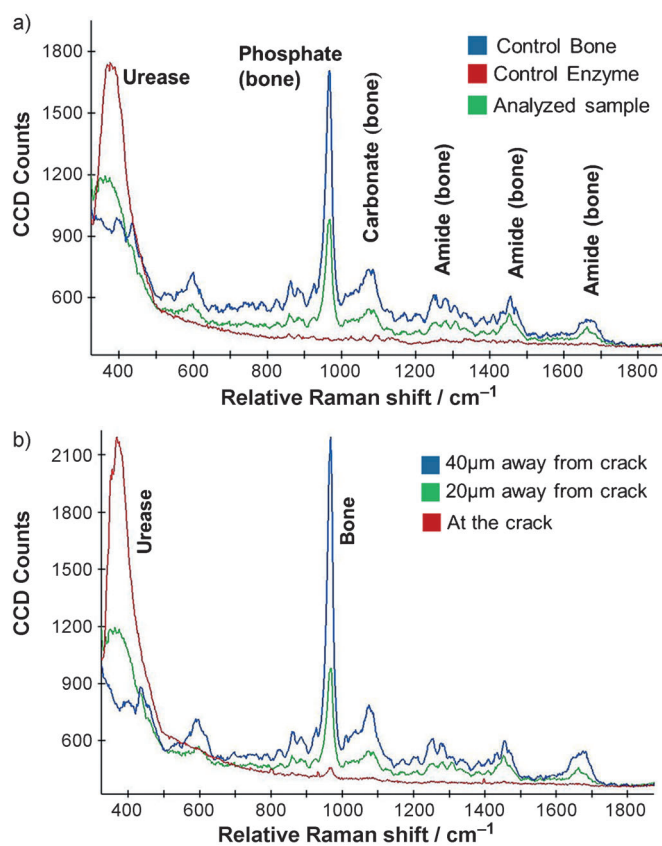 a)
1800
1500
1200
900
600
CCD Counts
Urease
Phosphate
(bone)
Carbonate (bone)
Amide (bone)
Amide (bone)
Amide (bone)
Control Bone
Control Enzyme
Analyzed sample
400 600 800 1000 1200 1400 1600 1800
Relative Raman shift / cm⁻¹
b)
2100
1800
1500
1200
900
600
CCD Counts
Urease
Bone
40µm away from crack
20µm away from crack
At the crack
400 600 800 1000 1200 1400 1600 1800
Relative Raman shift / cm⁻¹